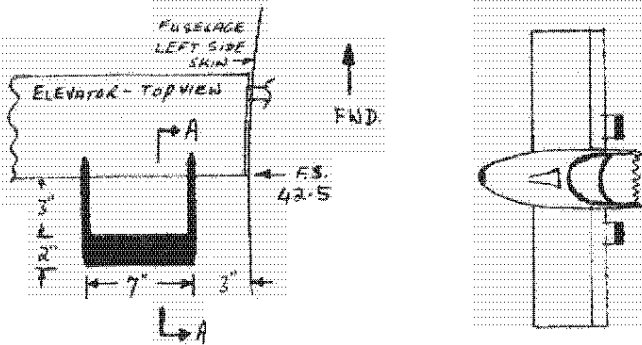 FUSELAGE
LEFT SIDE
SKIN
ELEVATOR - TOP VIEW
FWD.
A
F.S.
42.5
3"
2"
7"
3"
A